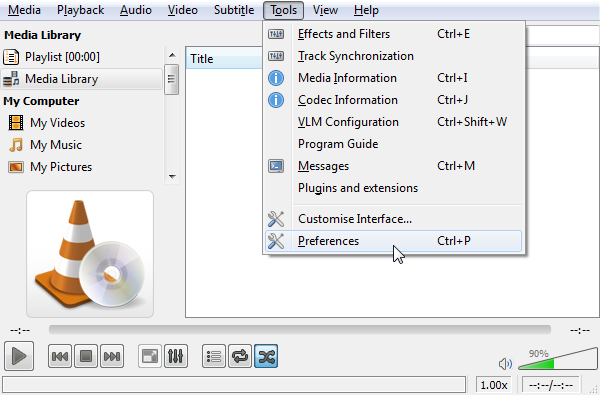 Media Playback Audio Video Subtitle Tools View Help
Media Library
Playlist [00:00]
Media Library
My Computer
My Videos
My Music
My Pictures
Title
Effects and Filters Ctrl+E
Track Synchronization
Media Information Ctrl+I
Codec Information Ctrl+J
VLM Configuration Ctrl+Shift+W
Program Guide
Messages Ctrl+M
Plugins and extensions
Customise Interface...
Preferences Ctrl+P
--:-- --:--
90%
1.00x --:--/--:--